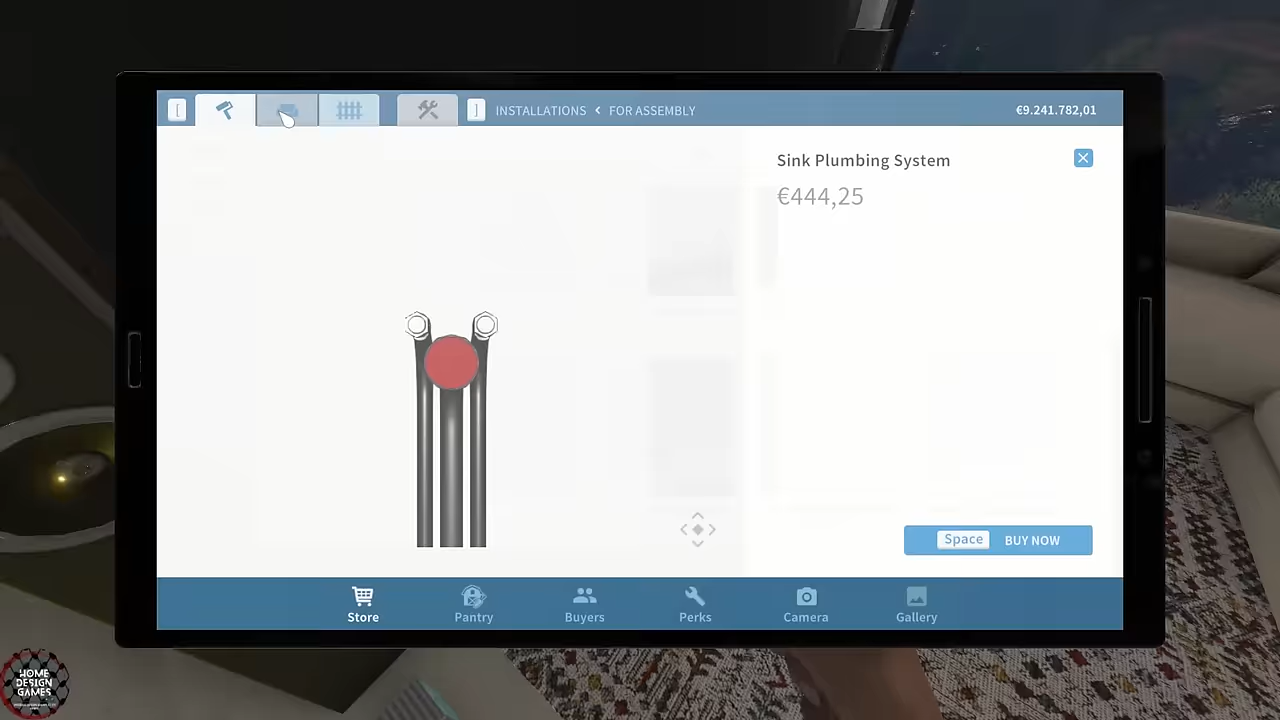 [
] INSTALLATIONS < FOR ASSEMBLY
€9.241.782,01
Sink Plumbing System
€444,25
Space BUY NOW
Store
Pantry
Buyers
Perks
Camera
Gallery
HOME
DESIGN
GAMES